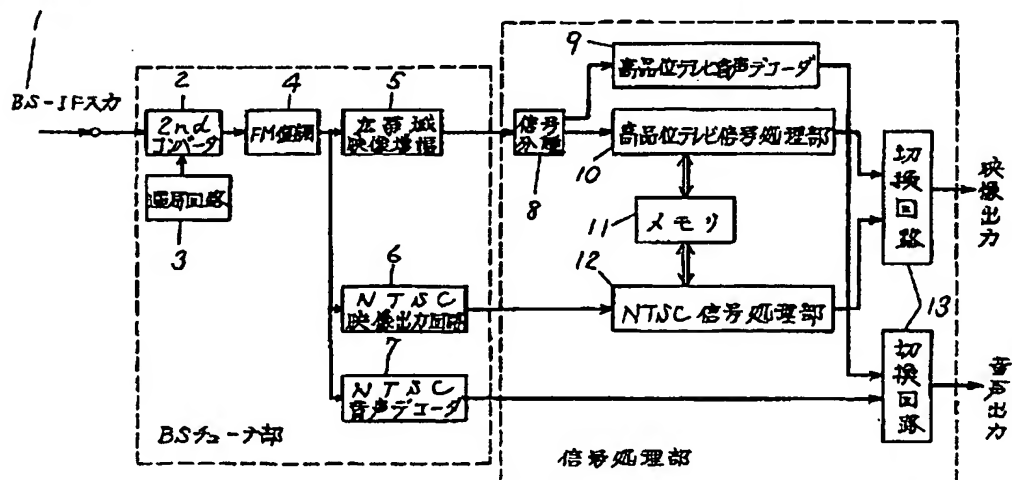 1
BS-IF入力
2
2nd
コンバータ
選局回路
3
4
FM復調
5
広帯域
映像増幅
6
NTSC
映像出力回路
7
NTSC
音声デコーダ
BSチューナ部
信号
分離
8
9
高品位テレビ音声デコーダ
高品位テレビ信号処理部
10
11
メモリ
12
NTSC信号処理部
切換回路
13
切換回路
映像出力
音声出力
信号処理部